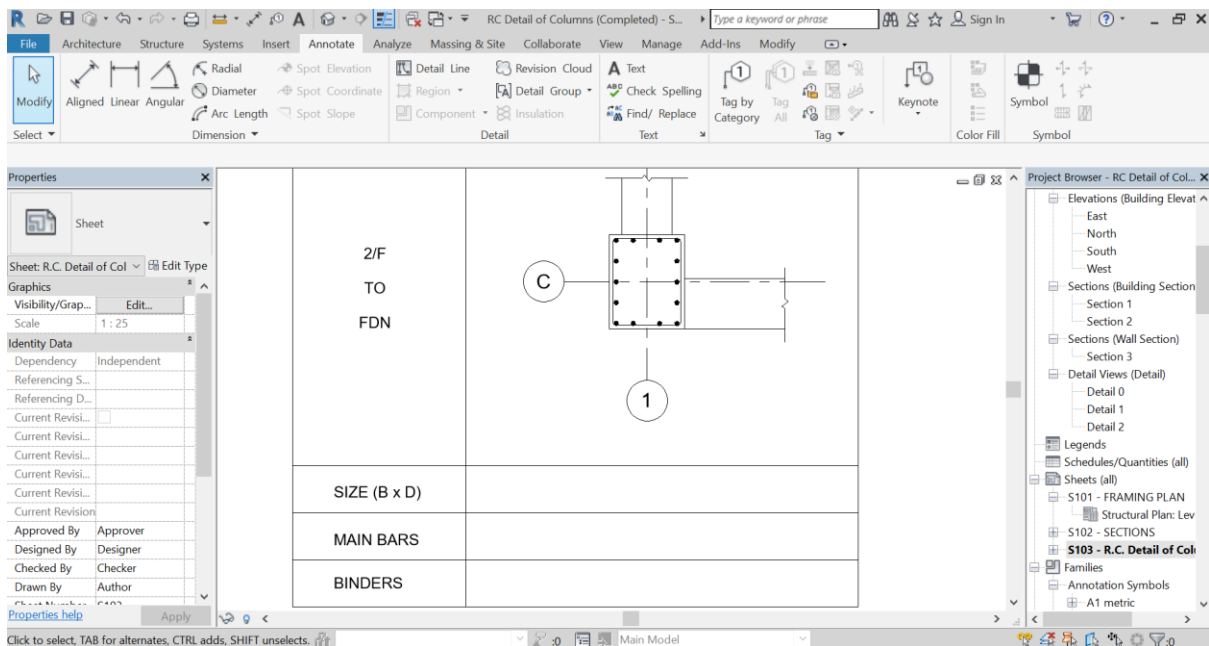 R A RC Detail of Columns (Completed) - S... Type a keyword or phrase Sign In ?
File Architecture Structure Systems Insert Annotate Analyze Massing & Site Collaborate View Manage Add-Ins Modify
Modify
Select
Aligned Linear Angular
Radial
Diameter
Arc Length
Spot Elevation
Spot Coordinate
Spot Slope
Dimension
Detail Line
Region
Component
Revision Cloud
Detail Group
Insulation
Detail
A Text
ABC Check Spelling
Find/ Replace
Text
1
Tag by Category
1
Tag All
Tag
1
Keynote
Color Fill
Symbol
Symbol
Properties
Sheet
Sheet: R.C. Detail of Col Edit Type
Graphics
Visibility/Grap... Edit...
Scale 1 : 25
Identity Data
Dependency Independent
Referencing S...
Referencing D...
Current Revisi...
Current Revisi...
Current Revisi...
Current Revisi...
Current Revisi...
Current Revision
Approved By Approver
Designed By Designer
Checked By Checker
Drawn By Author
Properties help Apply
2/F
TO
FDN
C
1
SIZE (B x D)
MAIN BARS
BINDERS
Project Browser - RC Detail of Col...
Elevations (Building Elevat
East
North
South
West
Sections (Building Section
Section 1
Section 2
Sections (Wall Section)
Section 3
Detail Views (Detail)
Detail 0
Detail 1
Detail 2
Legends
Schedules/Quantities (all)
Sheets (all)
S101 - FRAMING PLAN
Structural Plan: Lev
S102 - SECTIONS
S103 - R.C. Detail of Colu
Families
Annotation Symbols
A1 metric
Click to select, TAB for alternates, CTRL adds, SHIFT unselects. :0 Main Model :0